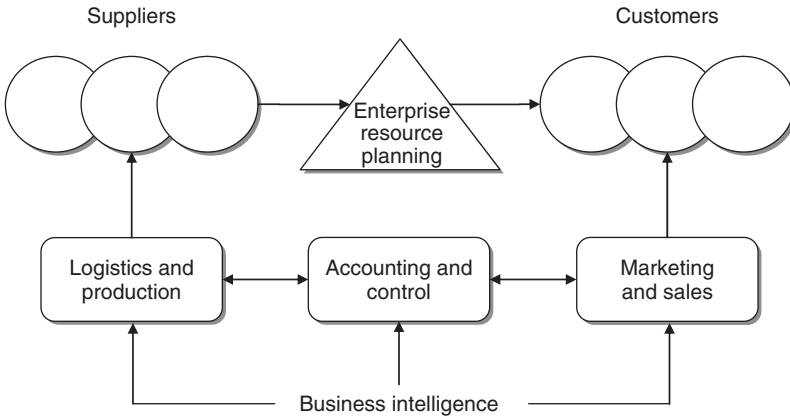 Suppliers
Customers
Enterprise
resource
planning
Logistics and
production
Accounting and
control
Marketing
and sales
Business intelligence